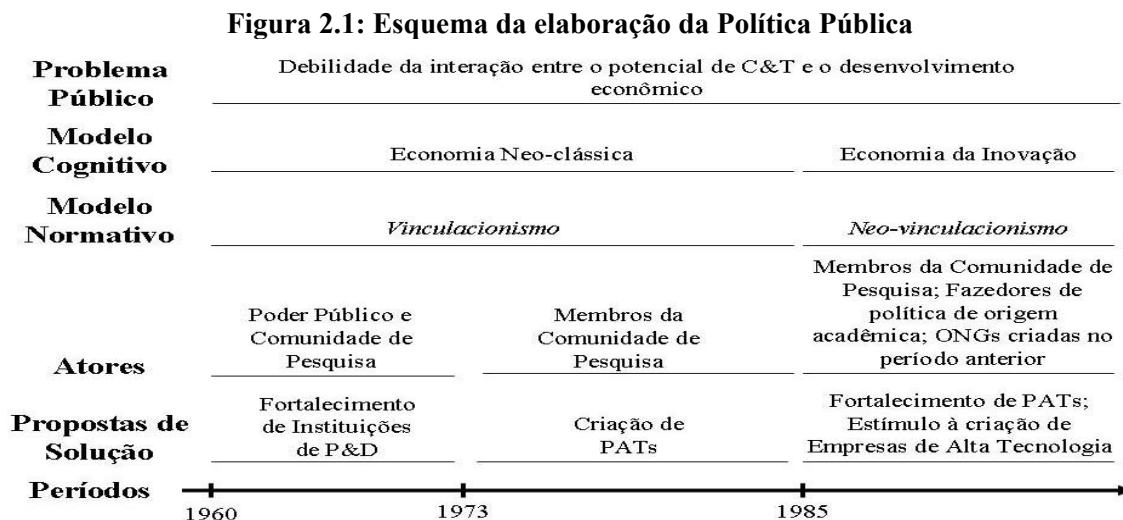 Figura 2.1: Esquema da elaboração da Política Pública
Problema
Público
Debilidade da interação entre o potencial de C&T e o desenvolvimento
econômico
Modelo
Cognitivo
Economia Neo-clássica
Economia da Inovação
Modelo
Normativo
Vinculacionismo
Neo-vinculacionismo
Atores
Poder Público e
Comunidade de
Pesquisa
Membros da
Comunidade de
Pesquisa
Membros da Comunidade de
Pesquisa; Fazedores de
política de origem
acadêmica; ONGs criadas no
período anterior
Propostas de
Solução
Fortalecimento
de Instituições
de P&D
Criação de
PATs
Fortalecimento de PATs;
Estímulo à criação de
Empresas de Alta Tecnologia
Períodos
1960
1973
1985